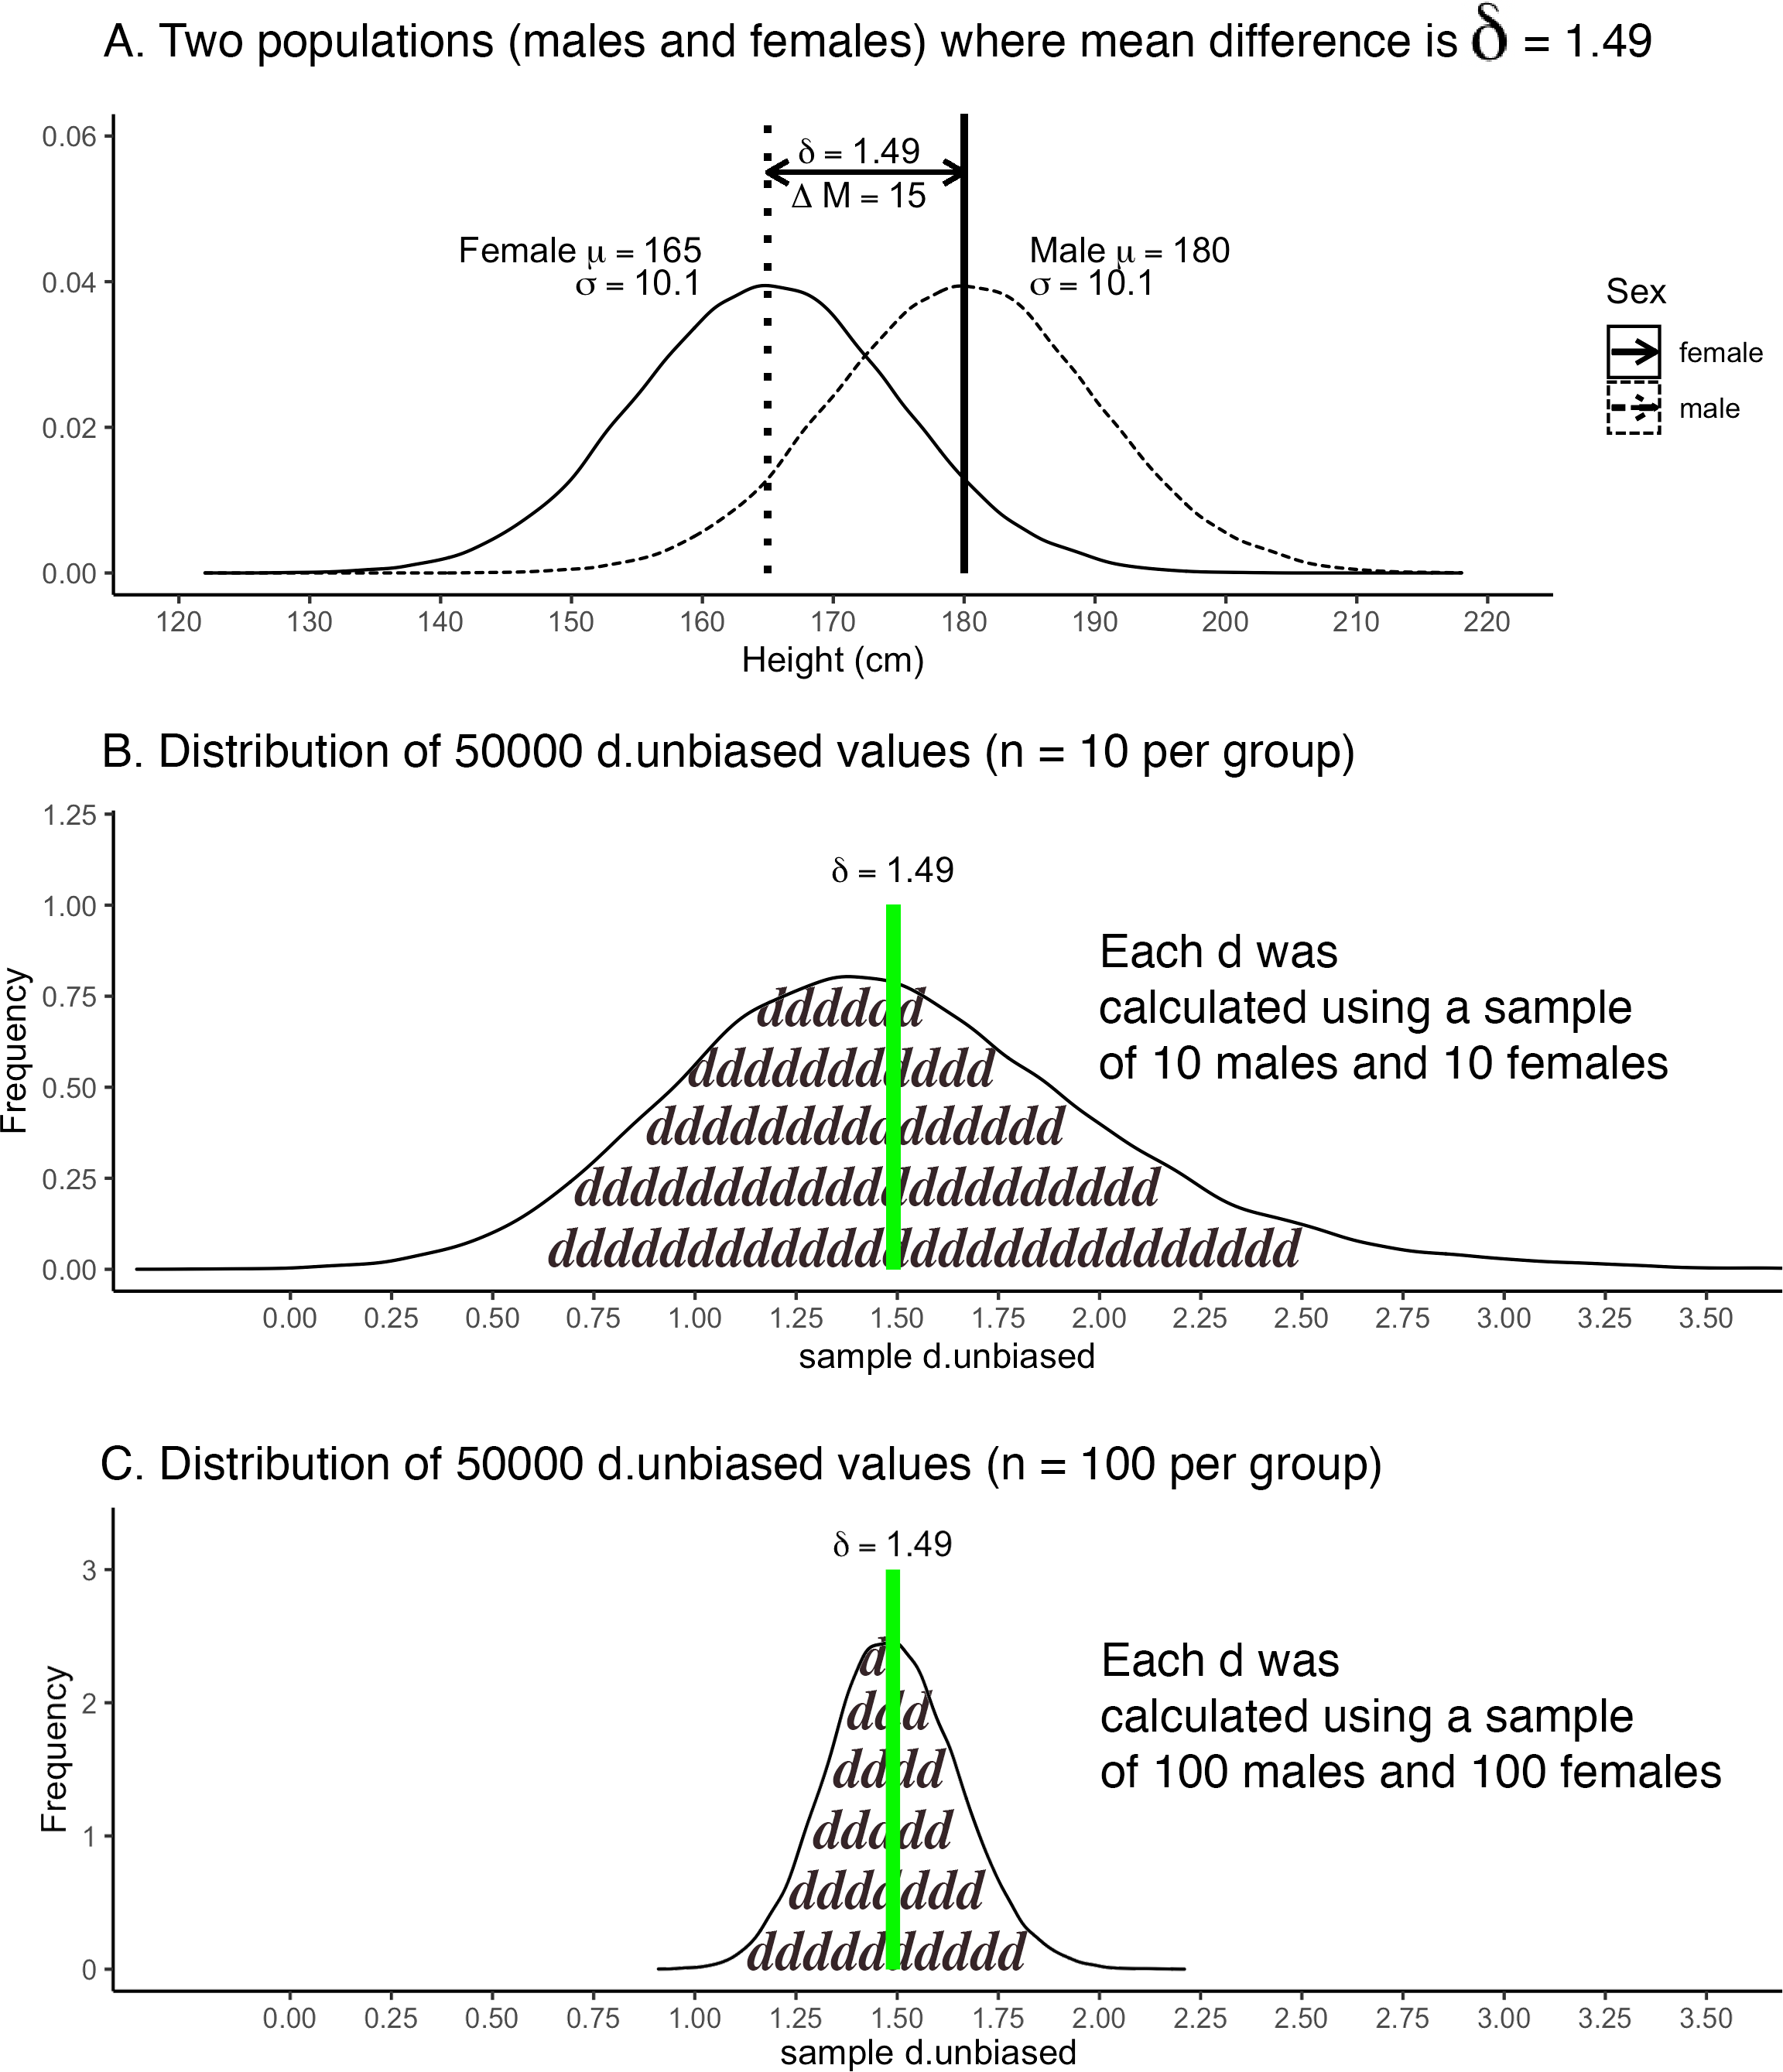 A. Two populations (males and females) where mean difference is δ = 1.49
0.06
0.04
0.02
0.00
δ = 1.49
Δ M = 15
Female μ = 165
σ = 10.1
Male μ = 180
σ = 10.1
Sex
female
male
120 130 140 150 160 170 180 190 200 210 220
Height (cm)
B. Distribution of 50000 d.unbiased values (n = 10 per group)
1.25
1.00
0.75
0.50
0.25
0.00
Frequency
δ = 1.49
Each d was
calculated using a sample
of 10 males and 10 females
dddddd
ddddddddddd
ddddddddddddddd
ddddddddddddddddddddd
ddddddddddddddddddddddddddd
0.00 0.25 0.50 0.75 1.00 1.25 1.50 1.75 2.00 2.25 2.50 2.75 3.00 3.25 3.50
sample d.unbiased
C. Distribution of 50000 d.unbiased values (n = 100 per group)
3
2
1
0
Frequency
δ = 1.49
Each d was
calculated using a sample
of 100 males and 100 females
d
ddd
dddd
ddddd
ddddddd
dddddddddd
0.00 0.25 0.50 0.75 1.00 1.25 1.50 1.75 2.00 2.25 2.50 2.75 3.00 3.25 3.50
sample d.unbiased